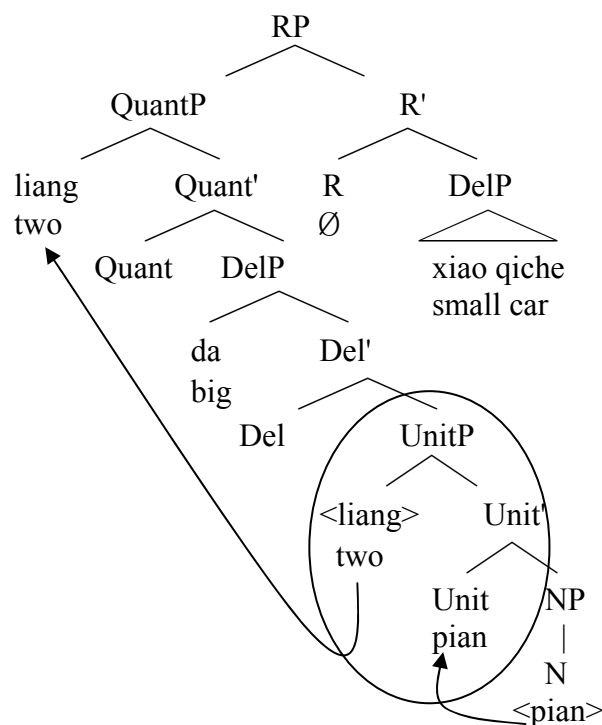 RP
QuantP R'
liang Quant' R DelP
two Ø
Quant DelP xiao qiche
small car
da Del'
big
Del UnitP
<liang> Unit'
two
Unit NP
pian
N
<pian>